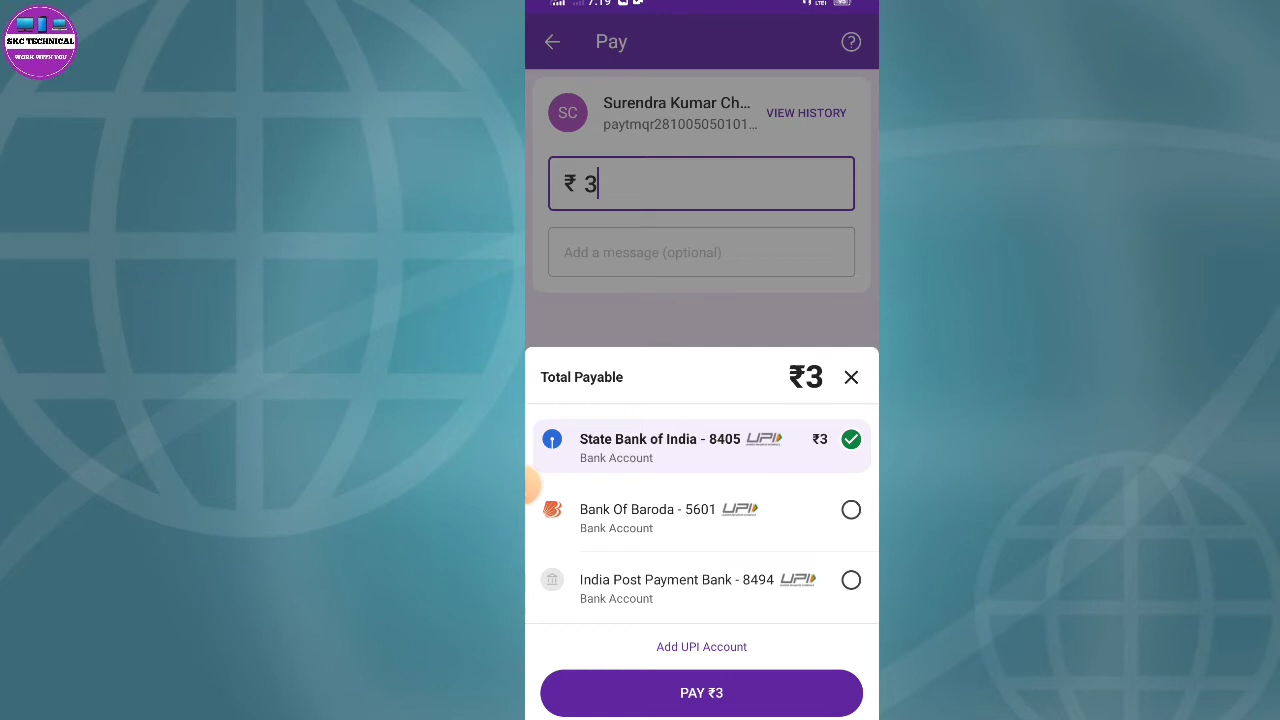 SKC TECHNICAL
WORK WITH YOU
7:19
Pay
SC
Surendra Kumar Ch...
VIEW HISTORY
paytmqr281005050101...
₹ 3
Add a message (optional)
Total Payable
₹3
State Bank of India - 8405 UPI
₹3
Bank Account
Bank Of Baroda - 5601 UPI
Bank Account
India Post Payment Bank - 8494 UPI
Bank Account
Add UPI Account
PAY ₹3